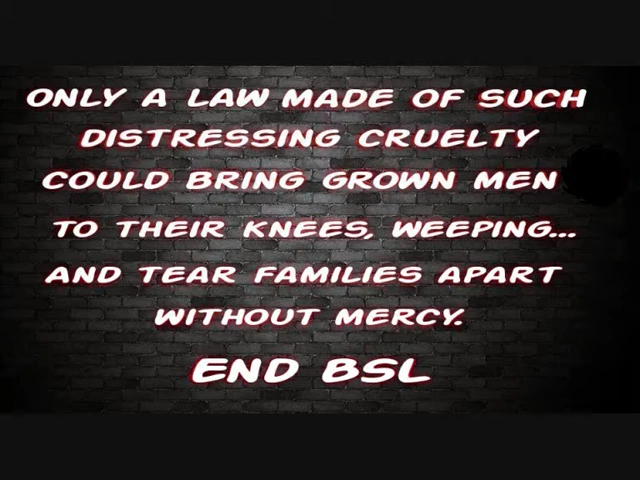 ONLY A LAW MADE OF SUCH
DISTRESSING CRUELTY
COULD BRING GROWN MEN
TO THEIR KNEES, WEEPING...
AND TEAR FAMILIES APART
WITHOUT MERCY.
END BSL